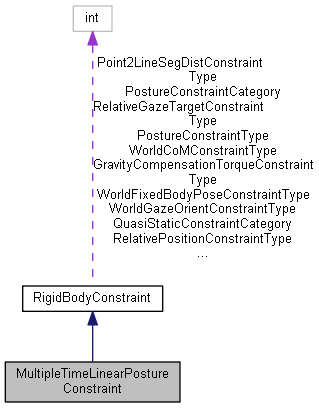 int
Point2LineSegDistConstraint
Type
PostureConstraintCategory
RelativeGazeTargetConstraint
Type
PostureConstraintType
WorldCoMConstraintType
GravityCompensationTorqueConstraint
Type
WorldFixedBodyPoseConstraintType
WorldGazeOrientConstraintType
QuasiStaticConstraintCategory
RelativePositionConstraintType
...
RigidBodyConstraint
MultipleTimeLinearPosture
Constraint